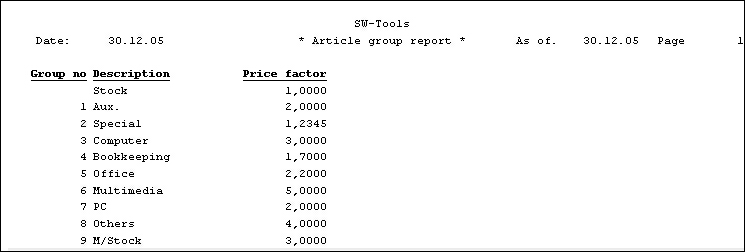 SW-Tools
Date: 30.12.05 * Article group report * As of. 30.12.05 Page 1
Group no Description Price factor
Stock 1,0000
1 Aux. 2,0000
2 Special 1,2345
3 Computer 3,0000
4 Bookkeeping 1,7000
5 Office 2,2000
6 Multimedia 5,0000
7 PC 2,0000
8 Others 4,0000
9 M/Stock 3,0000